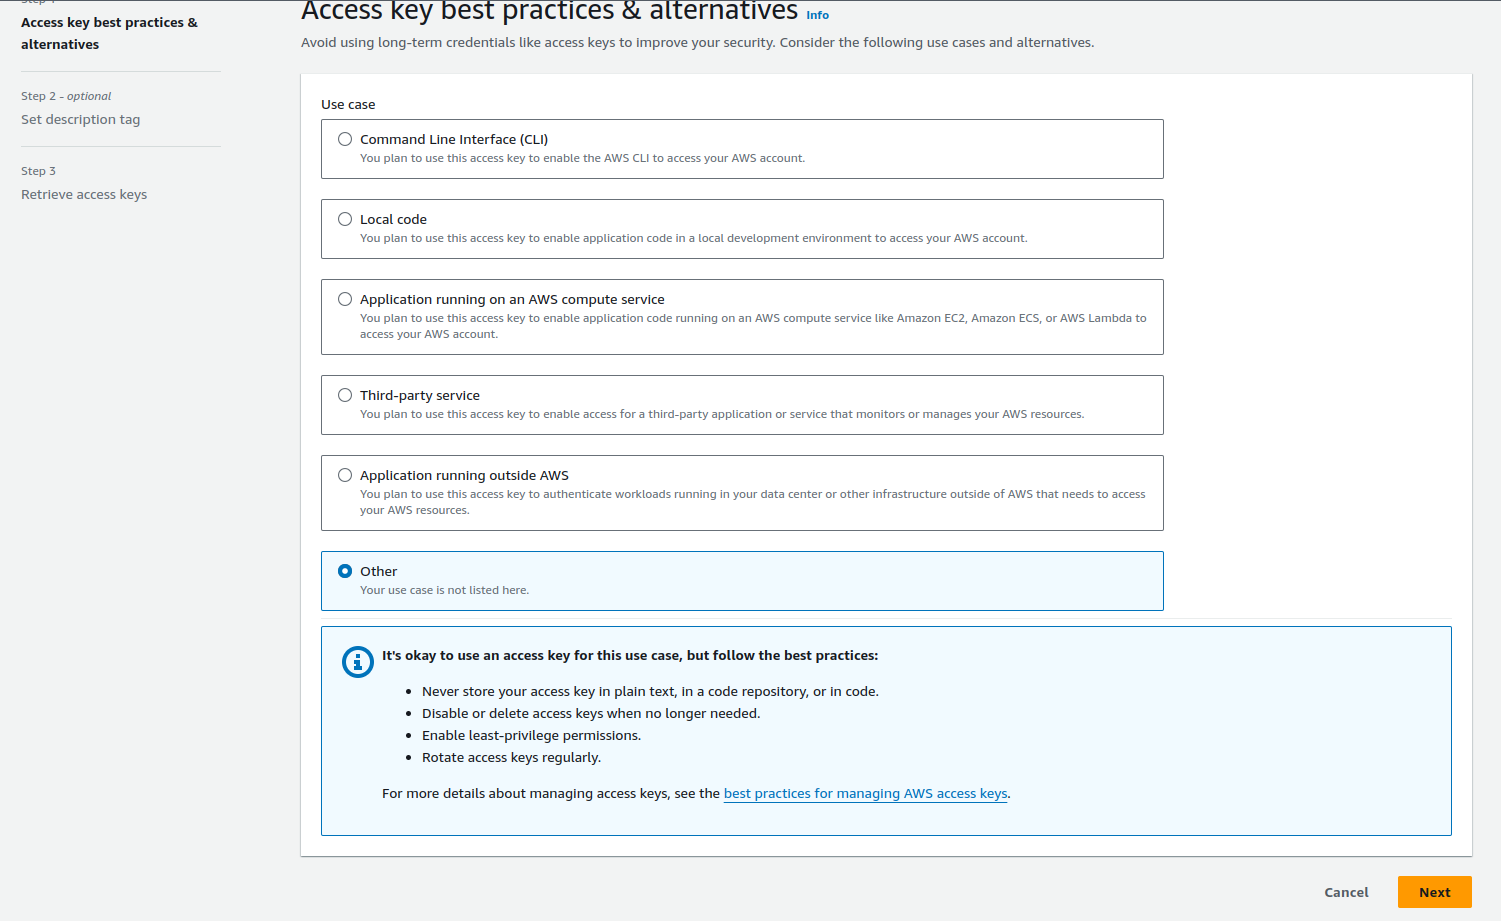 Step 1
Access key best practices &
alternatives
Step 2 - optional
Set description tag
Step 3
Retrieve access keys
Access key best practices & alternatives Info
Avoid using long-term credentials like access keys to improve your security. Consider the following use cases and alternatives.
Use case
Command Line Interface (CLI)
You plan to use this access key to enable the AWS CLI to access your AWS account.
Local code
You plan to use this access key to enable application code in a local development environment to access your AWS account.
Application running on an AWS compute service
You plan to use this access key to enable application code running on an AWS compute service like Amazon EC2, Amazon ECS, or AWS Lambda to
access your AWS account.
Third-party service
You plan to use this access key to enable access for a third-party application or service that monitors or manages your AWS resources.
Application running outside AWS
You plan to use this access key to authenticate workloads running in your data center or other infrastructure outside of AWS that needs to access
your AWS resources.
Other
Your use case is not listed here.
It's okay to use an access key for this use case, but follow the best practices:
• Never store your access key in plain text, in a code repository, or in code.
• Disable or delete access keys when no longer needed.
• Enable least-privilege permissions.
• Rotate access keys regularly.
For more details about managing access keys, see the best practices for managing AWS access keys.
Cancel
Next